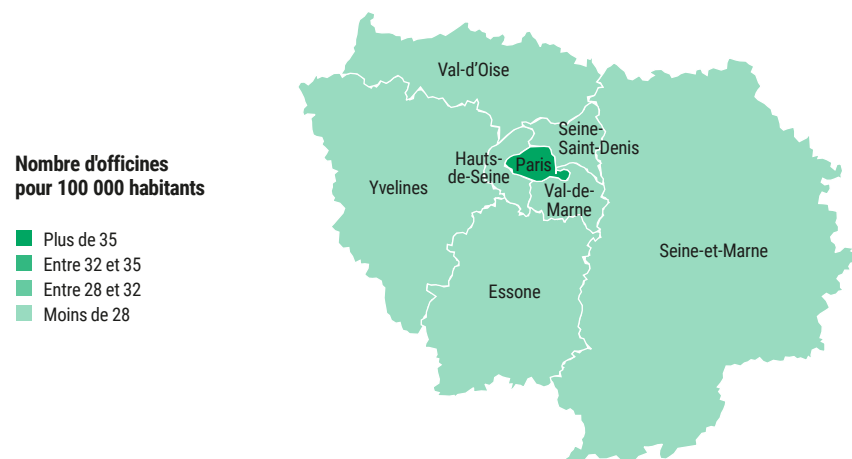 Nombre d'officines
pour 100 000 habitants
Plus de 35
Entre 32 et 35
Entre 28 et 32
Moins de 28
Val-d'Oise
Seine-
Saint-Denis
Hauts-
de-Seine
Paris
Yvelines
Val-de-
Marne
Seine-et-Marne
Essone